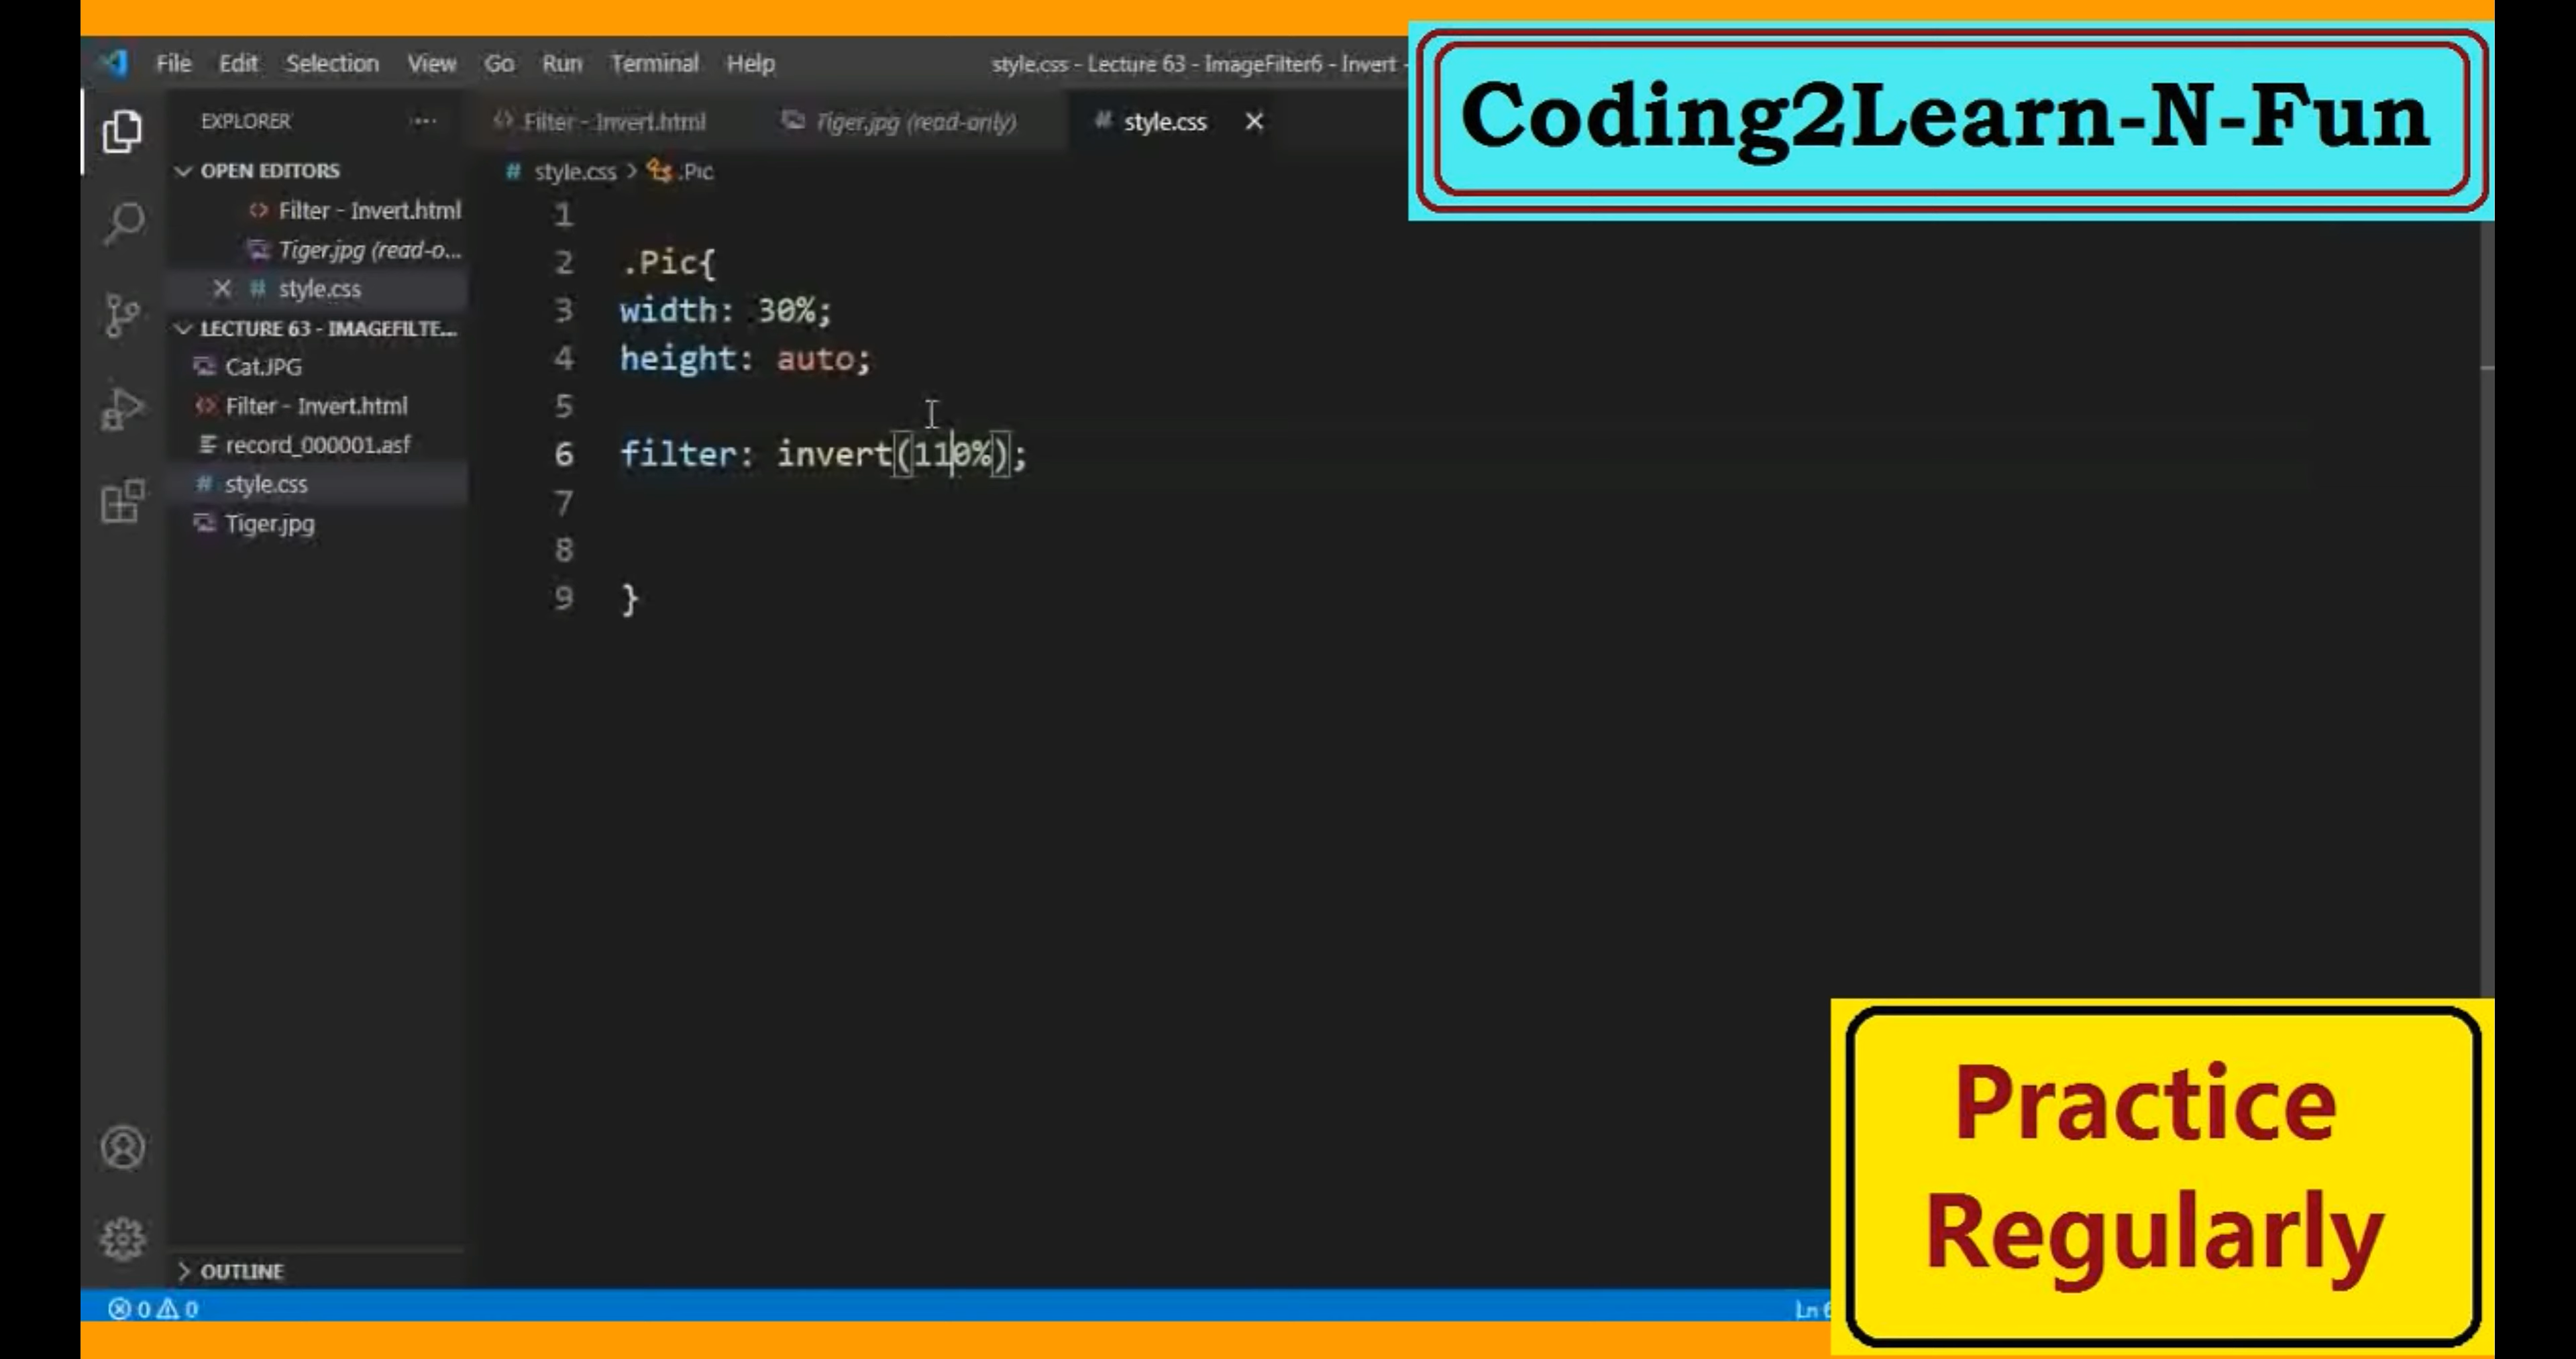 File Edit Selection View Go Run Terminal Help
style.css - Lecture 63 - ImageFilter6 - Invert -
Coding2Learn-N-Fun
EXPLORER ...
Filter - Invert.html
Tiger.jpg (read-only)
# style.css
OPEN EDITORS
Filter - Invert.html
Tiger.jpg (read-o...
# style.css
LECTURE 63 - IMAGEFILTE...
Cat.JPG
Filter - Invert.html
record_000001.asf
# style.css
Tiger.jpg
OUTLINE
# style.css > .Pic
1
2 .Pic{
3 width: 30%;
4 height: auto;
5
6 filter: invert(110%);
7
8
9 }
0 0
Practice
Regularly